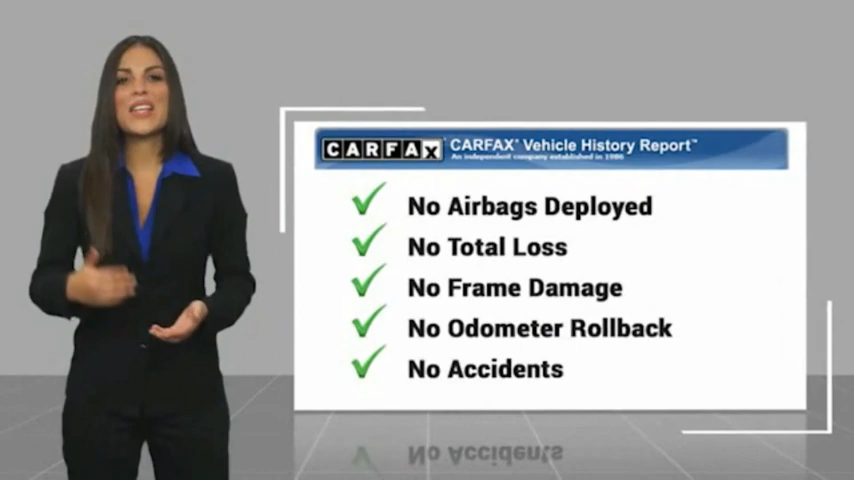 CARFAX CARFAX® Vehicle History Report™
An independent company established in 1986
No Airbags Deployed
No Total Loss
No Frame Damage
No Odometer Rollback
No Accidents
No Accidents